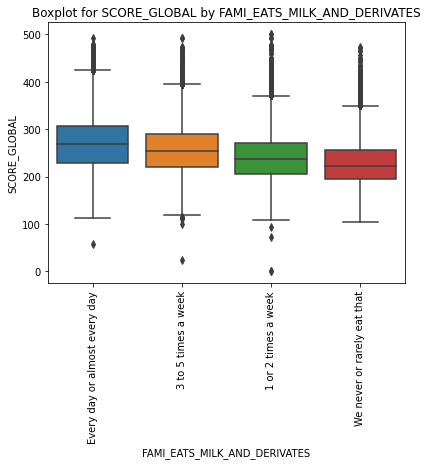 Boxplot for SCORE_GLOBAL by FAMI_EATS_MILK_AND_DERIVATES
500
400
300
200
100
0
SCORE_GLOBAL
Every day or almost every day
3 to 5 times a week
1 or 2 times a week
We never or rarely eat that
FAMI_EATS_MILK_AND_DERIVATES